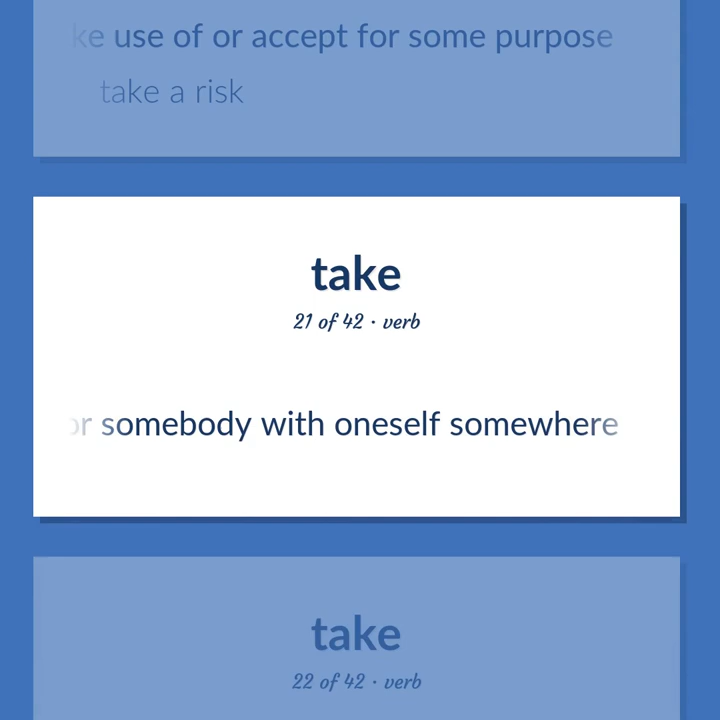 use of or accept for some purpose
take a risk
take
21 of 42 · verb
or somebody with oneself somewhere
take
22 of 42 · verb